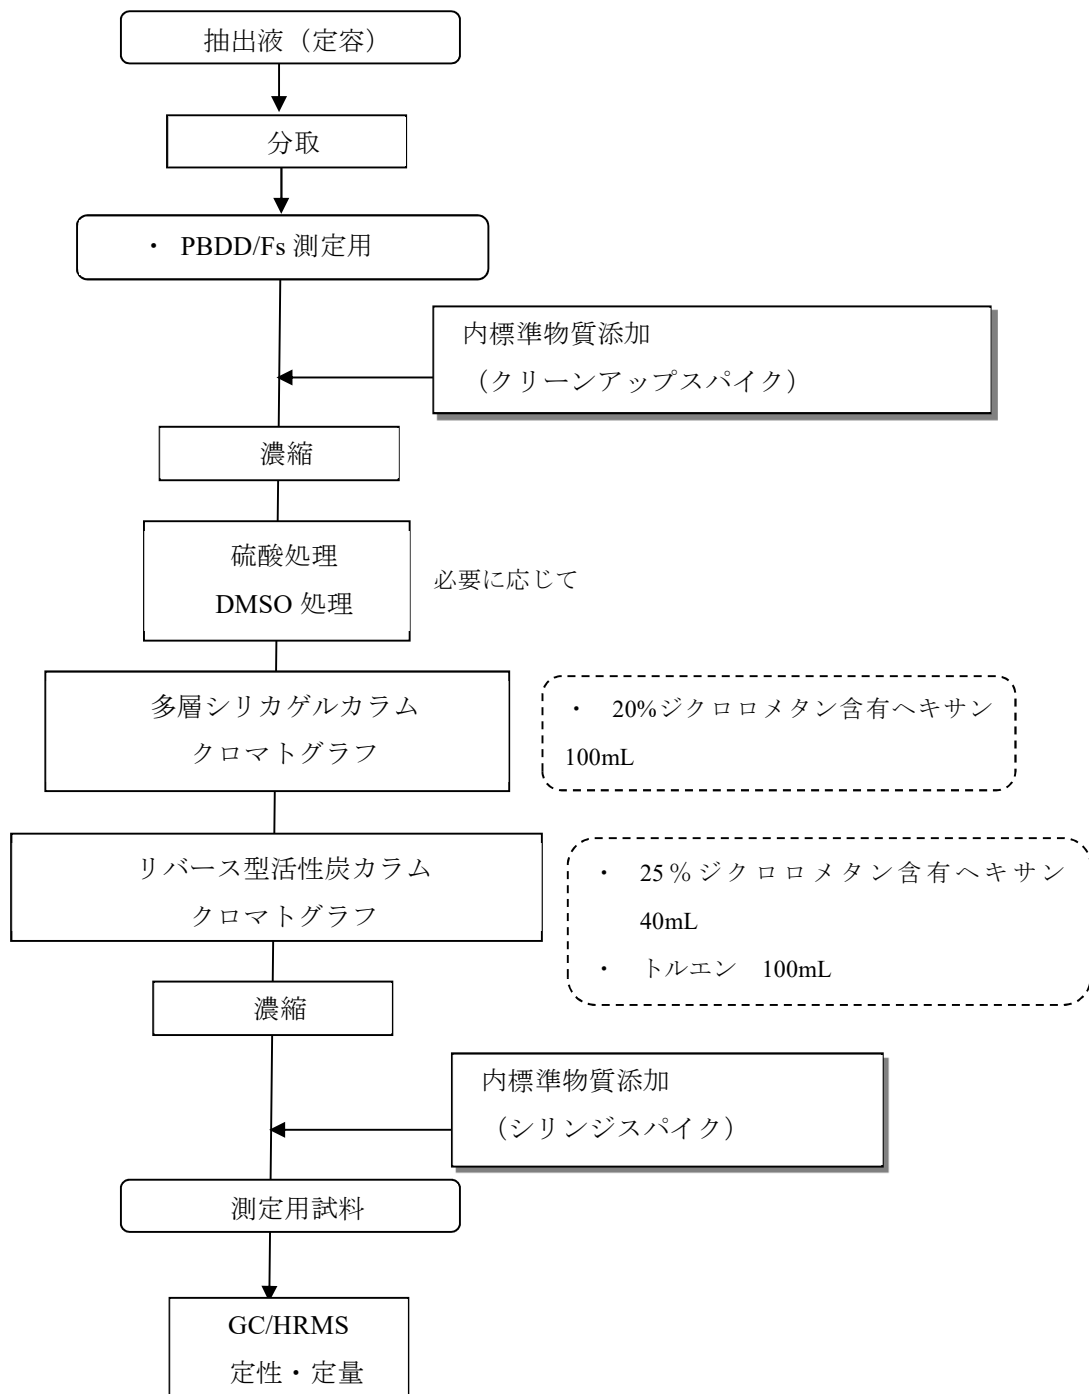 抽出液（定容）
分取
・ PBDD/Fs 測定用
内標準物質添加
（クリーンアップスパイク）
濃縮
硫酸処理
DMSO 処理
必要に応じて
多層シリカゲルカラム
クロマトグラフ
・ 20%ジクロロメタン含有ヘキサン
100mL
リバース型活性炭カラム
クロマトグラフ
・ 25％ジクロロメタン含有ヘキサン
40mL
・ トルエン 100mL
濃縮
内標準物質添加
（シリンジスパイク）
測定用試料
GC/HRMS
定性・定量